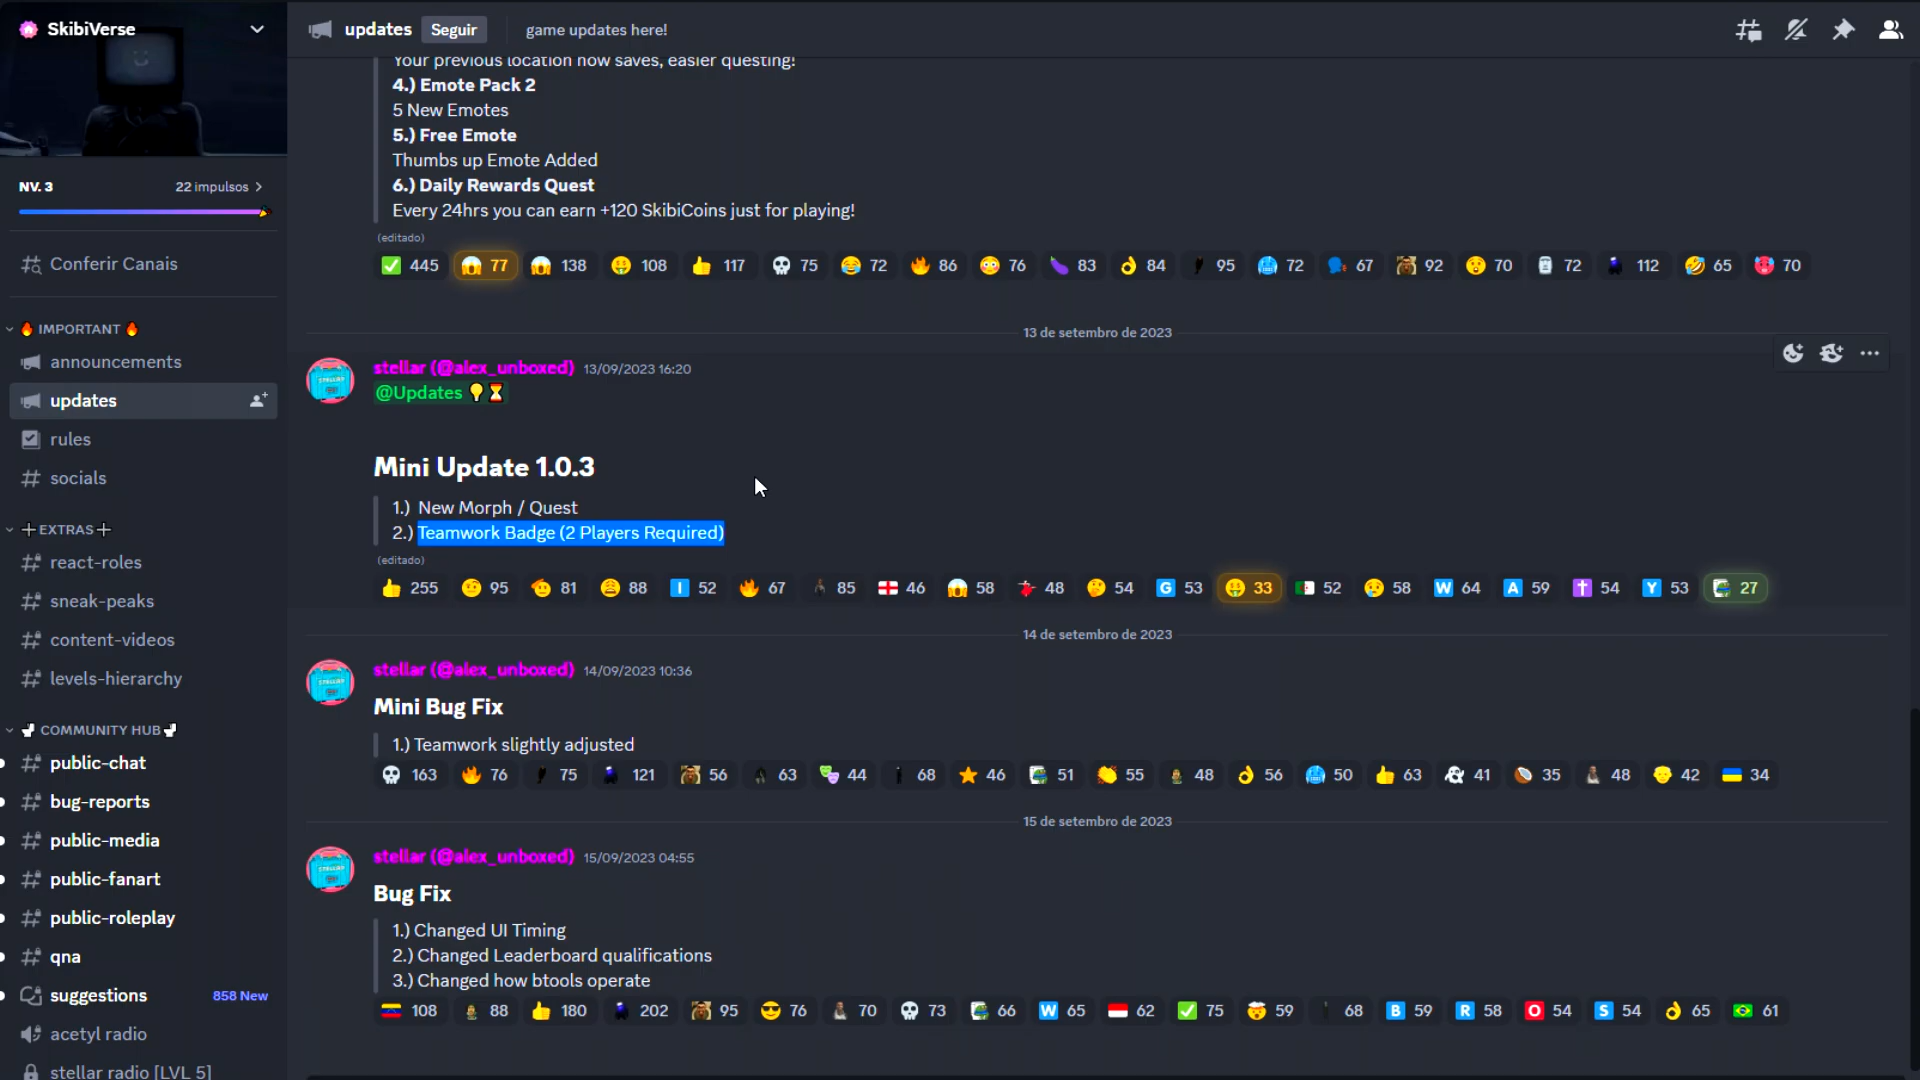 SkibiVerse
NV. 3
22 impulsos
Conferir Canais
IMPORTANT
announcements
updates
rules
socials
EXTRAS
react-roles
sneak-peaks
content-videos
levels-hierarchy
COMMUNITY HUB
public-chat
bug-reports
public-media
public-fanart
public-roleplay
qna
suggestions 858 New
acetyl radio
stellar radio [LVL 5]
updates Seguir game updates here!
Your previous location now saves, easier questing!
4.) Emote Pack 2
5 New Emotes
5.) Free Emote
Thumbs up Emote Added
6.) Daily Rewards Quest
Every 24hrs you can earn +120 SkibiCoins just for playing!
(editado)
445 77 138 108 117 75 72 86 76 83 84 95 72 67 92 70 72 112 65 70
13 de setembro de 2023
stellar (@alex_unboxed) 13/09/2023 16:20
@Updates
Mini Update 1.0.3
1.) New Morph / Quest
2.) Teamwork Badge (2 Players Required)
(editado)
255 95 81 88 I 52 67 85 46 58 48 54 G 53 33 52 58 W 64 A 59 54 Y 53 27
14 de setembro de 2023
stellar (@alex_unboxed) 14/09/2023 10:36
Mini Bug Fix
1.) Teamwork slightly adjusted
163 76 75 121 56 63 44 68 46 51 55 48 56 50 63 41 35 48 42 34
15 de setembro de 2023
stellar (@alex_unboxed) 15/09/2023 04:55
Bug Fix
1.) Changed UI Timing
2.) Changed Leaderboard qualifications
3.) Changed how btools operate
108 88 180 202 95 76 70 73 66 W 65 62 75 59 68 B 59 R 58 O 54 S 54 65 61